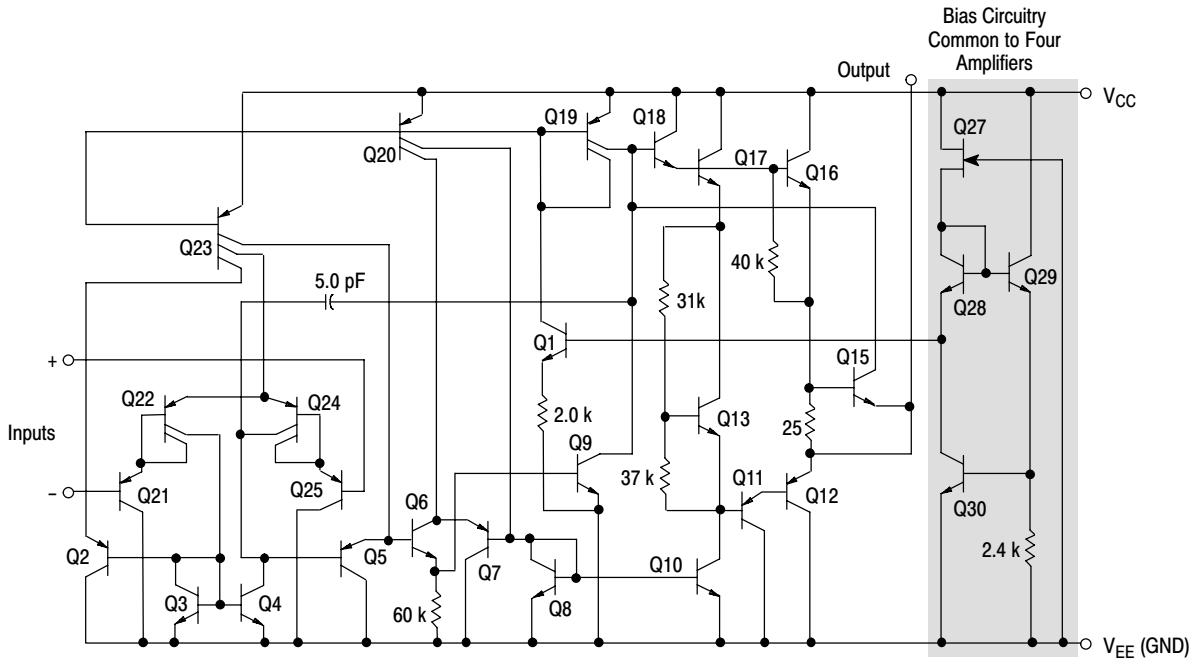 Bias Circuitry
Common to Four
Amplifiers
Output
VCC
Q19
Q18
Q27
Q20
Q17
Q16
Q23
40 k
5.0 pF
31k
Q28
Q29
Q1
+
Q15
Q22
Q24
Q13
2.0 k
25
Inputs
Q9
37 k
Q11
–
Q21
Q25
Q12
Q6
Q30
Q2
Q5
Q7
Q10
2.4 k
Q3
Q4
Q8
60 k
VEE (GND)